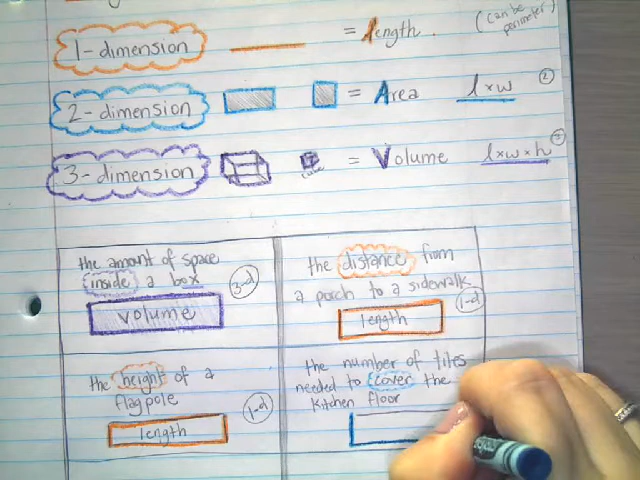 1-dimension = length. (can be
perimeter)
2-dimension = Area l x w 2
3-dimension = Volume l x w x h 3
the amount of space
inside a box
3-d
volume
the distance from
a porch to a sidewalk
1-d
length
the height of a
flagpole
1-d
length
the number of tiles
needed to cover the
kitchen floor